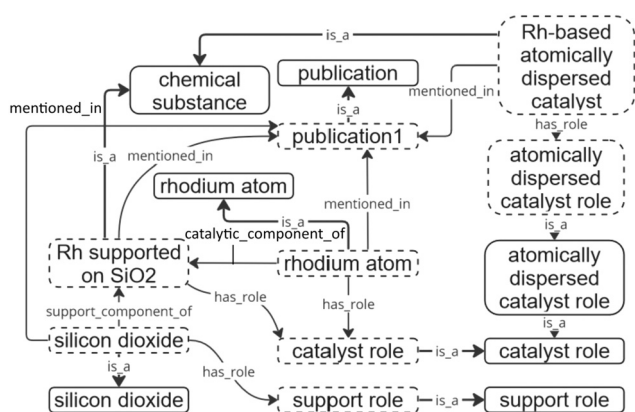 is_a
Rh-based
atomically
dispersed
catalyst
chemical
substance
publication
mentioned_in
mentioned_in
is_a
publication1
has_role
is_a
mentioned_in
atomically
dispersed
catalyst role
rhodium atom
mentioned_in
is_a
catalytic_component_of
is_a
Rh supported
on SiO2
rhodium atom
atomically
dispersed
catalyst role
support_component_of
has_role
has_role
is_a
silicon dioxide
catalyst role
is_a
catalyst role
is_a
has_role
silicon dioxide
support role
is_a
support role